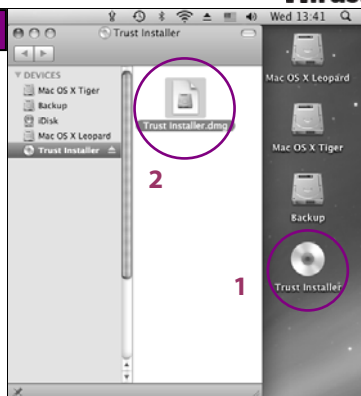 Wed 13:41
Trust Installer
DEVICES
Mac OS X Tiger
Backup
iDisk
Mac OS X Leopard
Trust Installer
Trust Installer.dmg
2
Mac OS X Leopard
Mac OS X Tiger
Backup
1
Trust Installer